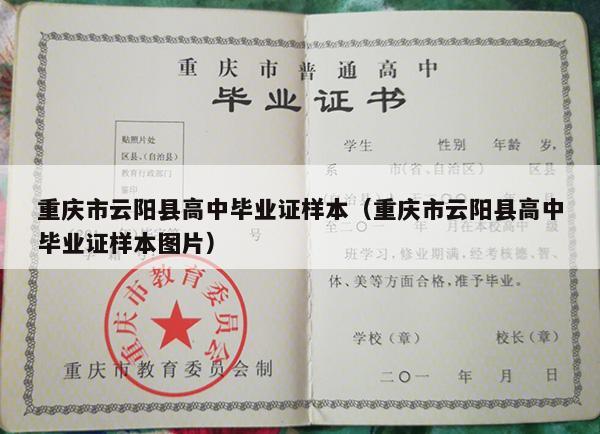 重庆市普通高中
毕业证书
贴照片处
区县、(自治县)
教育行政部门
钢印
号
重庆市教育委员会
重庆市教育委员会制
学生 性别 年龄 岁,
系 市(省、自治区) 区县
重庆市云阳县高中毕业证样本（重庆市云阳县高中
毕业证样本图片）
至二〇一 年 月在本校高中 级
班学习,修业期满,经考核德、智、
体、美等方面合格,准予毕业。
学校(章) 校长(章)
二〇一 年 月 日